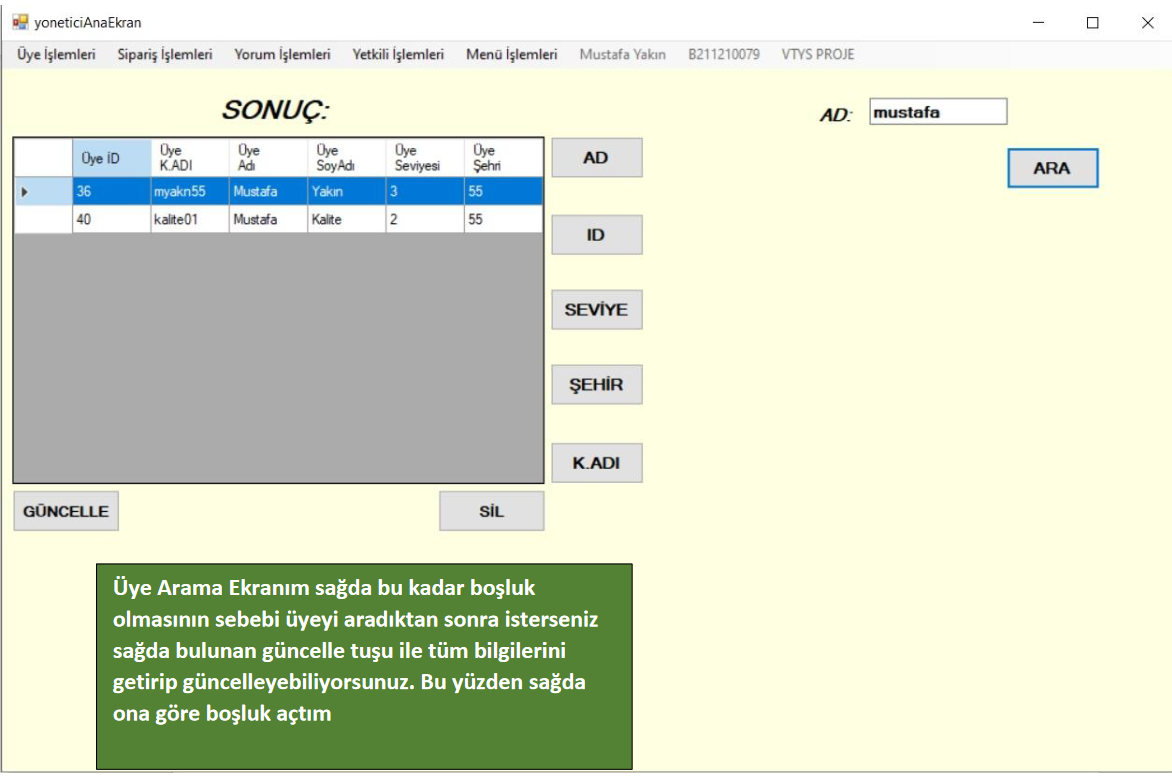 yoneticiAnaEkran
Üye İşlemleri Sipariş İşlemleri Yorum İşlemleri Yetkili İşlemleri Menü İşlemleri Mustafa Yakın B211210079 VTYS PROJE
SONUÇ:
AD: mustafa
ARA
Üye İD Üye K.ADI Üye Adı Üye SoyAdı Üye Seviyesi Üye Şehri
36 myakn55 Mustafa Yakın 3 55
40 kalite01 Mustafa Kalite 2 55
AD
ID
SEVİYE
ŞEHİR
K.ADI
GÜNCELLE SİL
Üye Arama Ekranım sağda bu kadar boşluk
olmasının sebebi üyeyi aradıktan sonra isterseniz
sağda bulunan güncelle tuşu ile tüm bilgilerini
getirip güncelleyebiliyorsunuz. Bu yüzden sağda
ona göre boşluk açtım